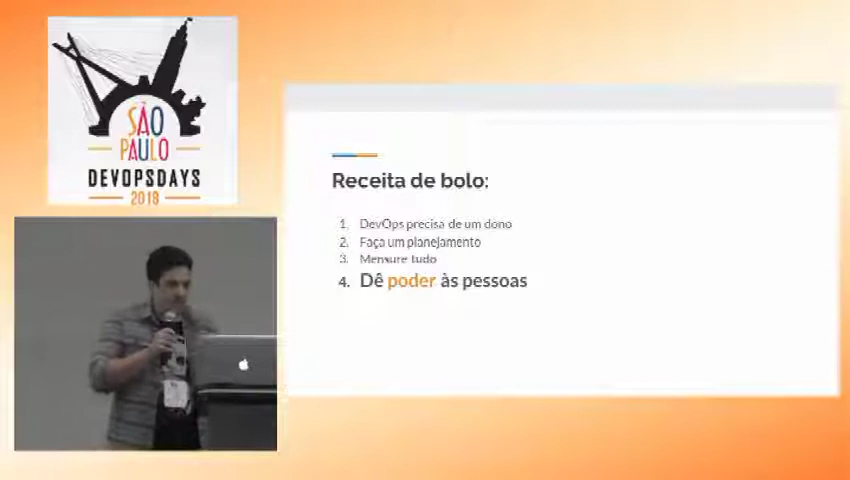 SÃO
PAULO
DEVOPSDAYS
2019
Receita de bolo:
1. DevOps precisa de um dono
2. Faça um planejamento
3. Mensure tudo
4. Dê poder às pessoas